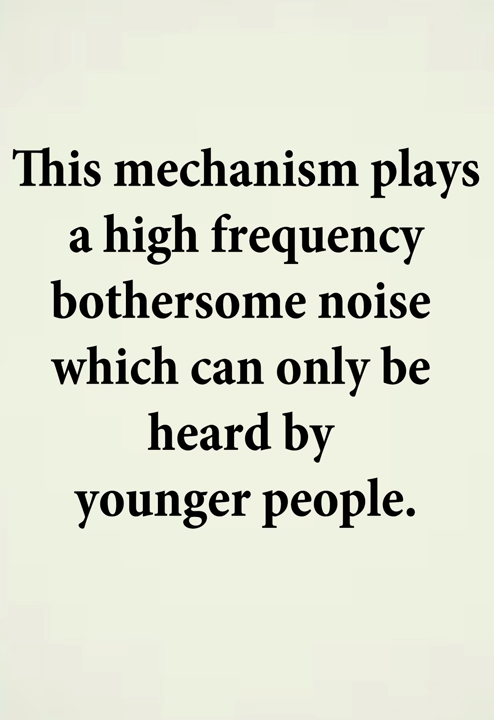 This mechanism plays
a high frequency
bothersome noise
which can only be
heard by
younger people.